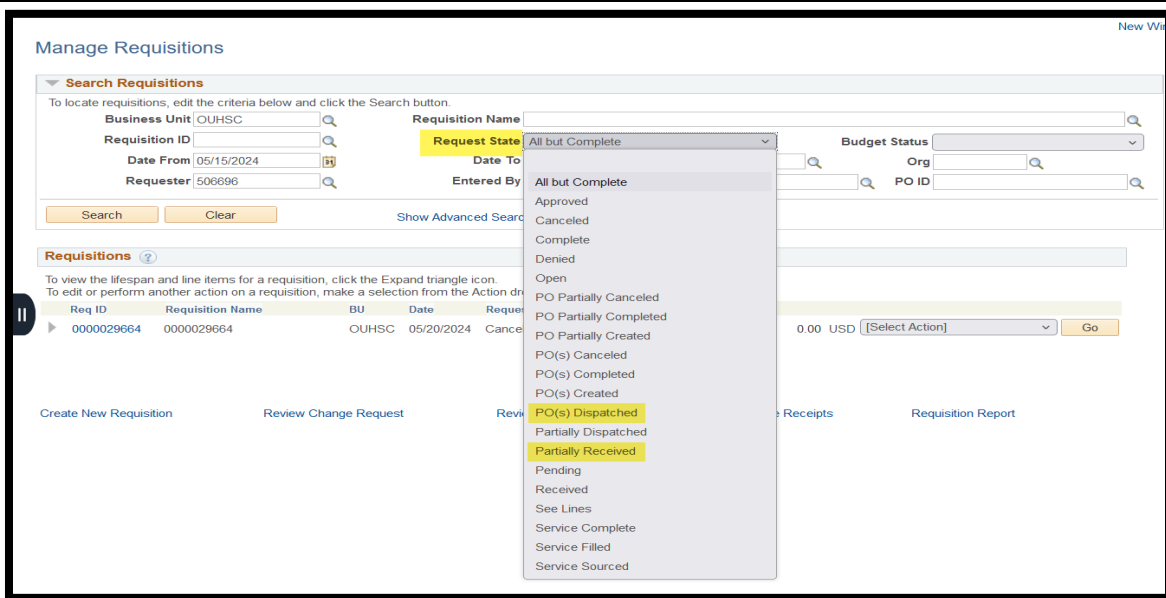 New Wi
Manage Requisitions
Search Requisitions
To locate requisitions, edit the criteria below and click the Search button.
Business Unit OUHSC Requisition Name
Requisition ID Request State All but Complete Budget Status
Date From 05/15/2024 31 Date To Org
Requester 506696 Entered By PO ID
Search Clear Show Advanced Searc
All but Complete
Approved
Canceled
Complete
Denied
Open
PO Partially Canceled
PO Partially Completed
PO Partially Created
PO(s) Canceled
PO(s) Completed
PO(s) Created
PO(s) Dispatched
Partially Dispatched
Partially Received
Pending
Received
See Lines
Service Complete
Service Filled
Service Sourced
Requisitions ?
To view the lifespan and line items for a requisition, click the Expand triangle icon.
To edit or perform another action on a requisition, make a selection from the Action dr
Req ID Requisition Name BU Date Reques
0000029664 0000029664 OUHSC 05/20/2024 Cancel 0.00 USD [Select Action] Go
Create New Requisition Review Change Request Revi Receipts Requisition Report